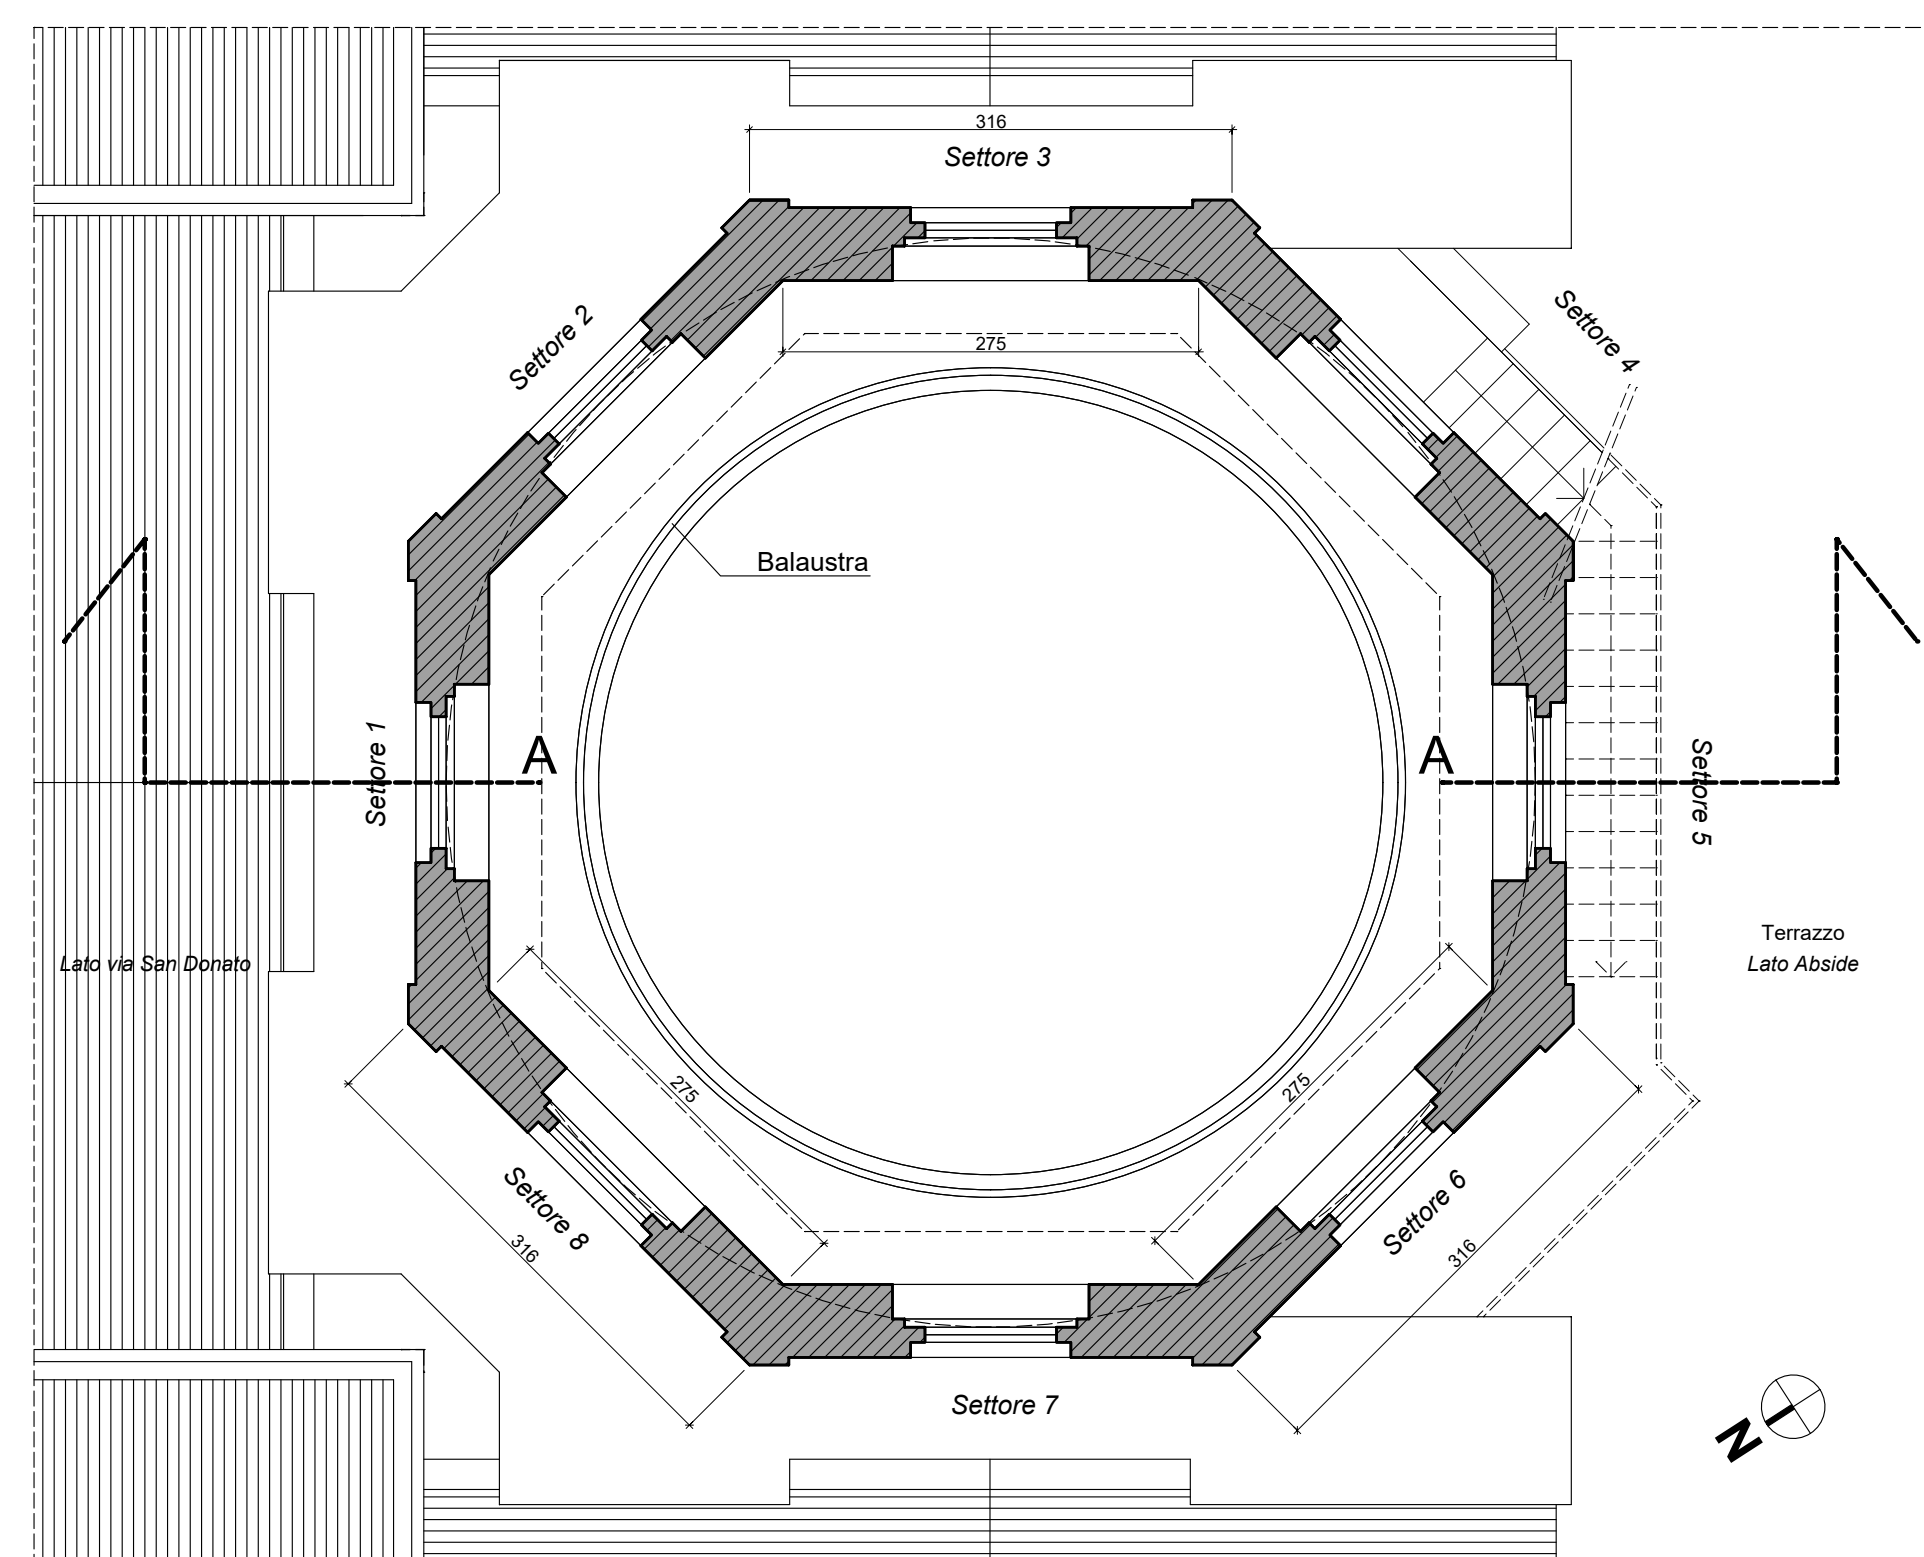 316
Settore 3
Settore 2
Settore 4
275
Balaustra
A
A
Settore 1
Settore 5
Lato via San Donato
Terrazzo
Lato Abside
275
275
Settore 8
316
Settore 6
316
Settore 7
N